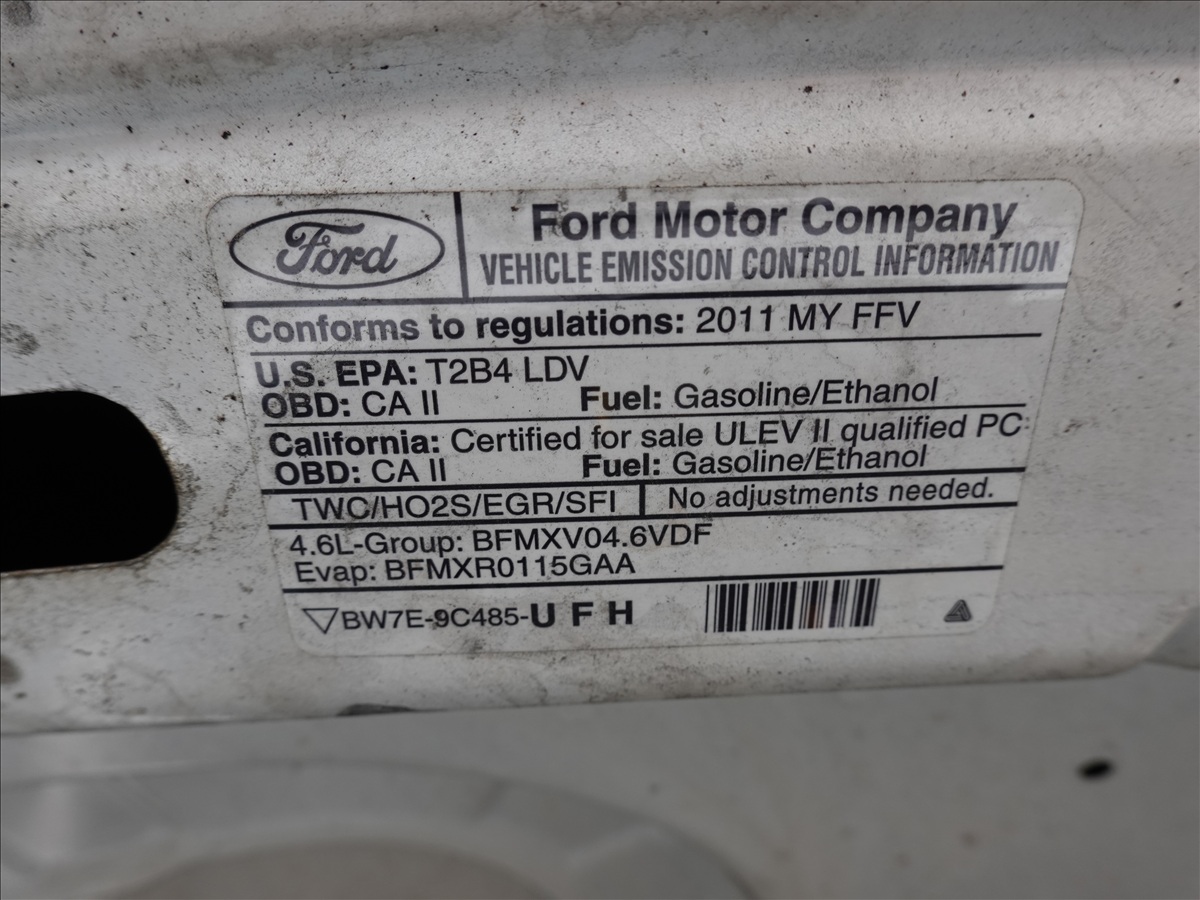 Ford
Ford Motor Company
VEHICLE EMISSION CONTROL INFORMATION
Conforms to regulations: 2011 MY FFV
U.S. EPA: T2B4 LDV
OBD: CA II Fuel: Gasoline/Ethanol
California: Certified for sale ULEV II qualified PC:
OBD: CA II Fuel: Gasoline/Ethanol
TWC/HO2S/EGR/SFI No adjustments needed.
4.6L-Group: BFMXV04.6VDF
Evap: BFMXR0115GAA
BW7E-9C485-U F H